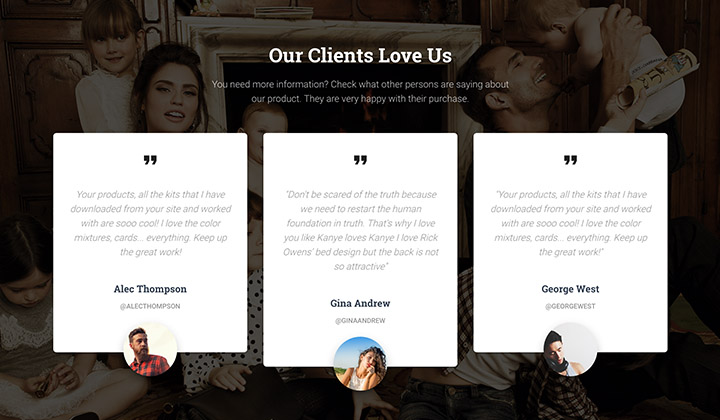 Our Clients Love Us
You need more information? Check what other persons are saying about
our product. They are very happy with their purchase.
"
Your products, all the kits that I have
downloaded from your site and worked
with are sooo cool! I love the color
mixtures, cards... everything. Keep up
the great work!
Alec Thompson
@ALECTHOMPSON
"
"Don't be scared of the truth because
we need to restart the human
foundation in truth. That's why I love
you like Kanye loves Kanye I love Rick
Owens' bed design but the back is not
so attractive"
Gina Andrew
@GINAANDREW
"
"Your products, all the kits that I have
downloaded from your site and worked
with are sooo cool! I love the color
mixtures, cards... everything. Keep up
the great work!"
George West
@GEORGEWEST